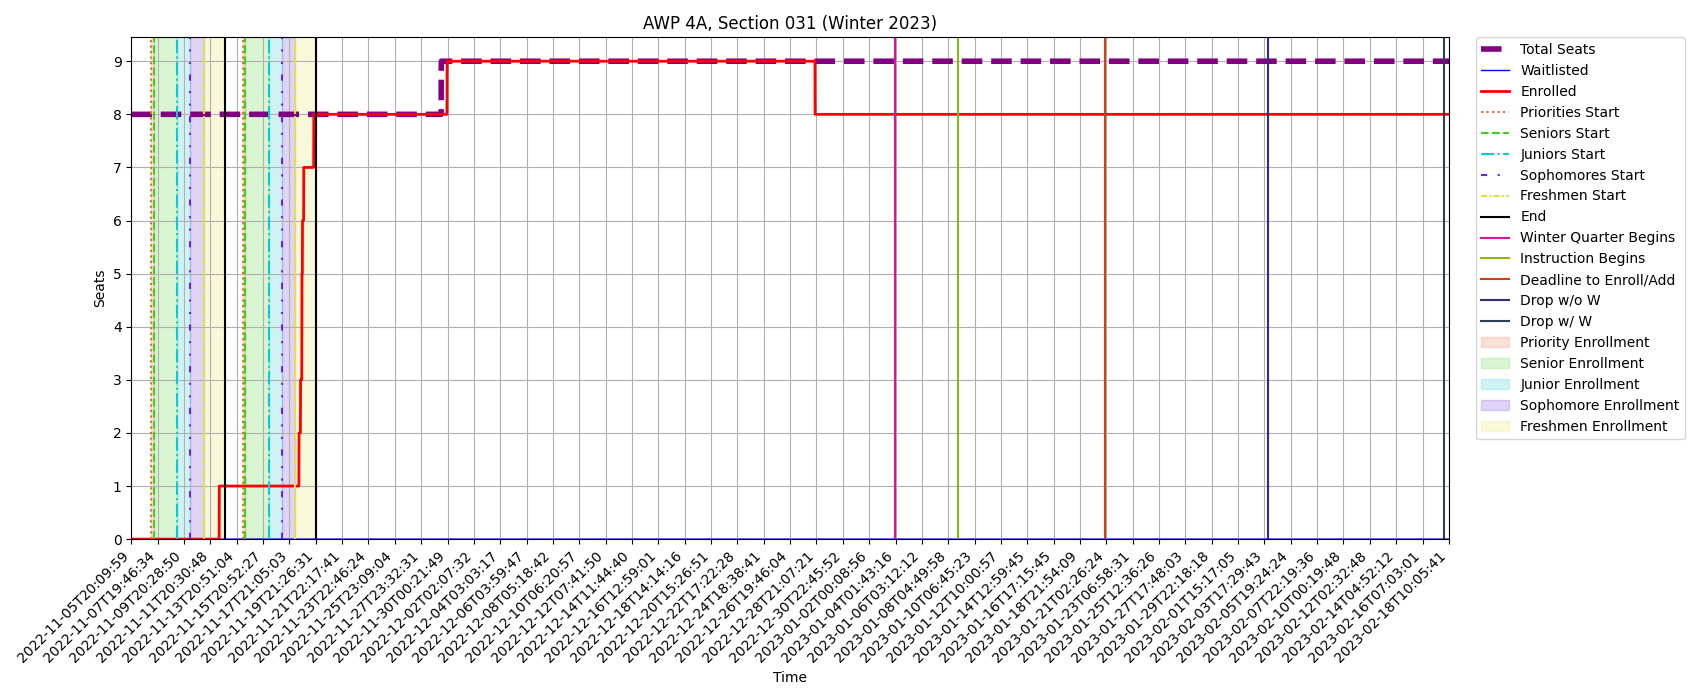 AWP 4A, Section 031 (Winter 2023)
Seats
9
8
7
6
5
4
3
2
1
0
2022-11-05T20:09:59
2022-11-07T19:46:34
2022-11-09T20:28:50
2022-11-11T20:30:48
2022-11-13T20:51:04
2022-11-15T20:52:27
2022-11-17T21:05:03
2022-11-19T21:26:31
2022-11-21T22:17:41
2022-11-23T22:46:24
2022-11-25T23:09:04
2022-11-27T23:32:31
2022-11-30T00:21:49
2022-12-02T02:07:32
2022-12-04T03:03:17
2022-12-06T03:59:47
2022-12-08T05:18:42
2022-12-10T06:20:57
2022-12-12T07:41:50
2022-12-14T11:44:40
2022-12-16T12:59:01
2022-12-18T14:14:16
2022-12-20T15:26:51
2022-12-22T17:22:28
2022-12-24T18:38:41
2022-12-26T19:46:04
2022-12-28T21:07:21
2022-12-30T22:45:52
2023-01-02T00:08:56
2023-01-04T01:43:16
2023-01-06T03:12:12
2023-01-08T04:49:58
2023-01-10T06:45:23
2023-01-12T10:00:57
2023-01-14T12:59:45
2023-01-16T17:15:45
2023-01-18T21:54:09
2023-01-21T02:26:24
2023-01-23T06:58:31
2023-01-25T12:36:26
2023-01-27T17:48:03
2023-01-29T22:18:18
2023-02-01T15:17:05
2023-02-03T17:29:43
2023-02-05T19:24:24
2023-02-07T22:19:36
2023-02-10T00:19:48
2023-02-12T02:32:48
2023-02-14T04:52:12
2023-02-16T07:03:01
2023-02-18T10:05:41
Time
Total Seats
Waitlisted
Enrolled
Priorities Start
Seniors Start
Juniors Start
Sophomores Start
Freshmen Start
End
Winter Quarter Begins
Instruction Begins
Deadline to Enroll/Add
Drop w/o W
Drop w/ W
Priority Enrollment
Senior Enrollment
Junior Enrollment
Sophomore Enrollment
Freshmen Enrollment